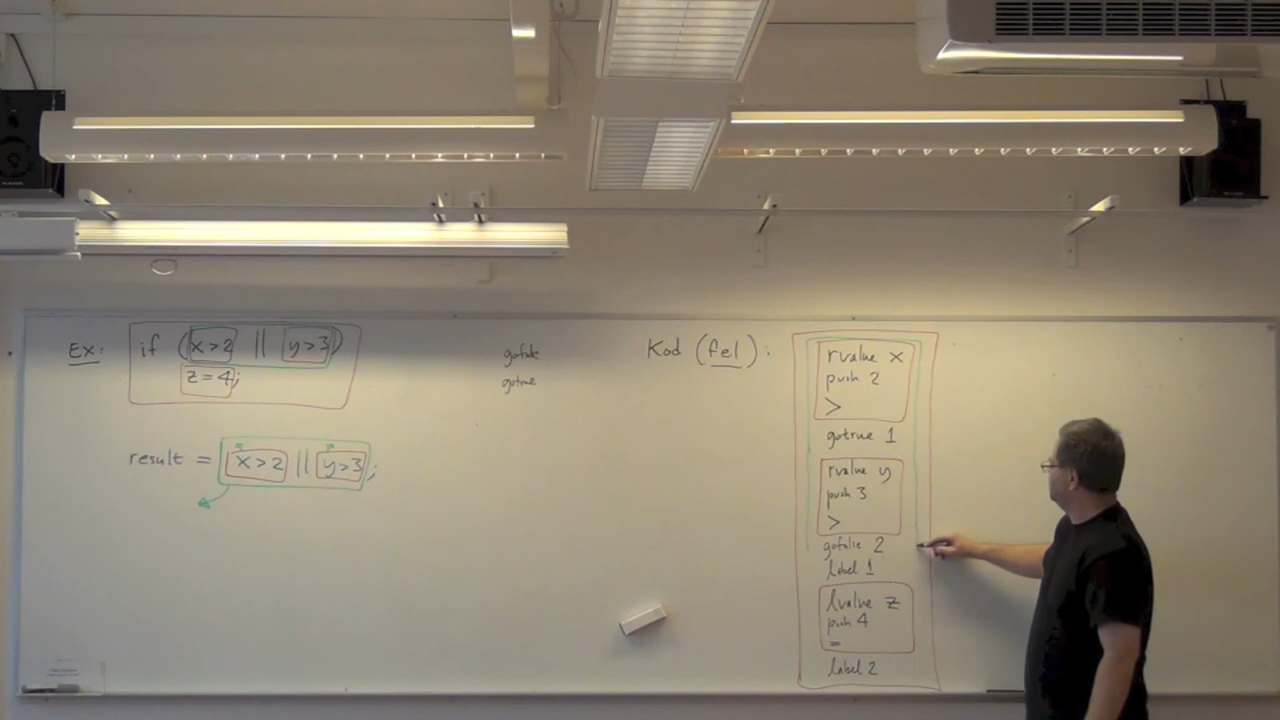 Ex: if (x>2 || y>3)
z=4;
result = x>2 || y>3;
gofalse
gotrue
Kod (fel):
rvalue x
push 2
>
gotrue 1
rvalue y
push 3
>
gofalse 2
label 1
lvalue z
push 4
=
label 2